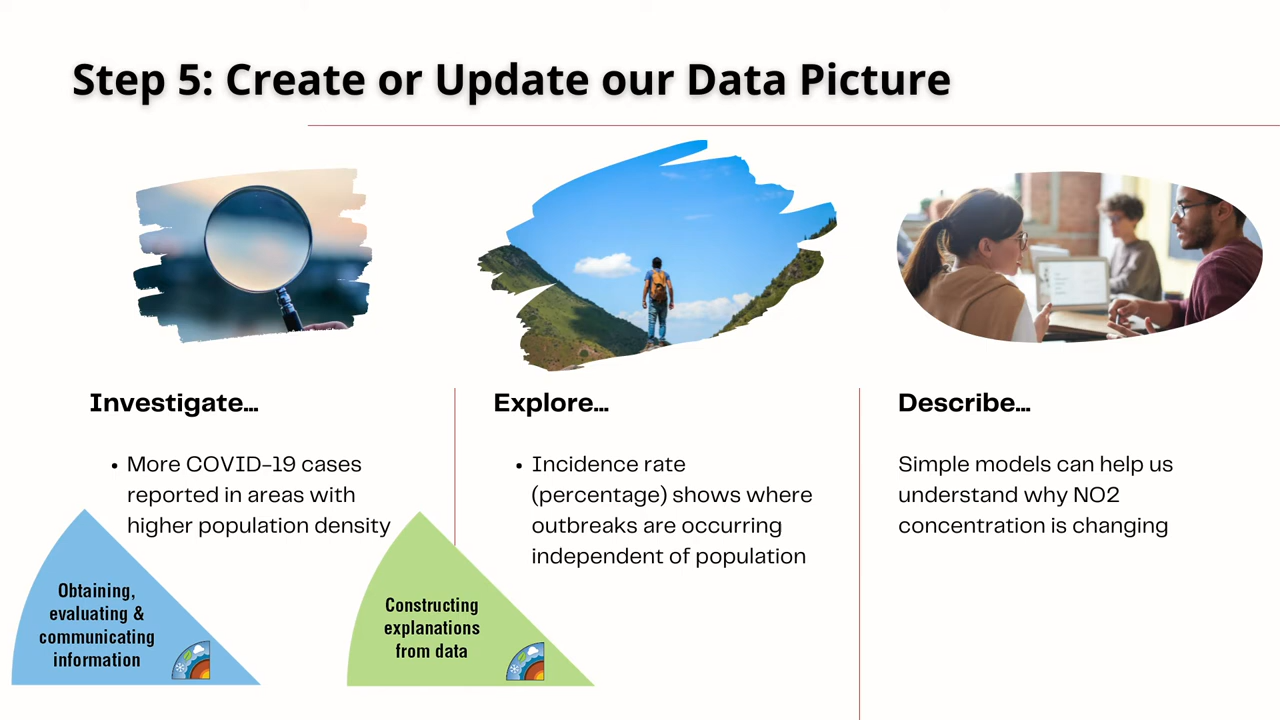 Step 5: Create or Update our Data Picture
Investigate...
• More COVID-19 cases
reported in areas with
higher population density
Explore...
• Incidence rate
(percentage) shows where
outbreaks are occurring
independent of population
Describe...
Simple models can help us
understand why NO2
concentration is changing
Obtaining,
evaluating &
communicating
information
Constructing
explanations
from data